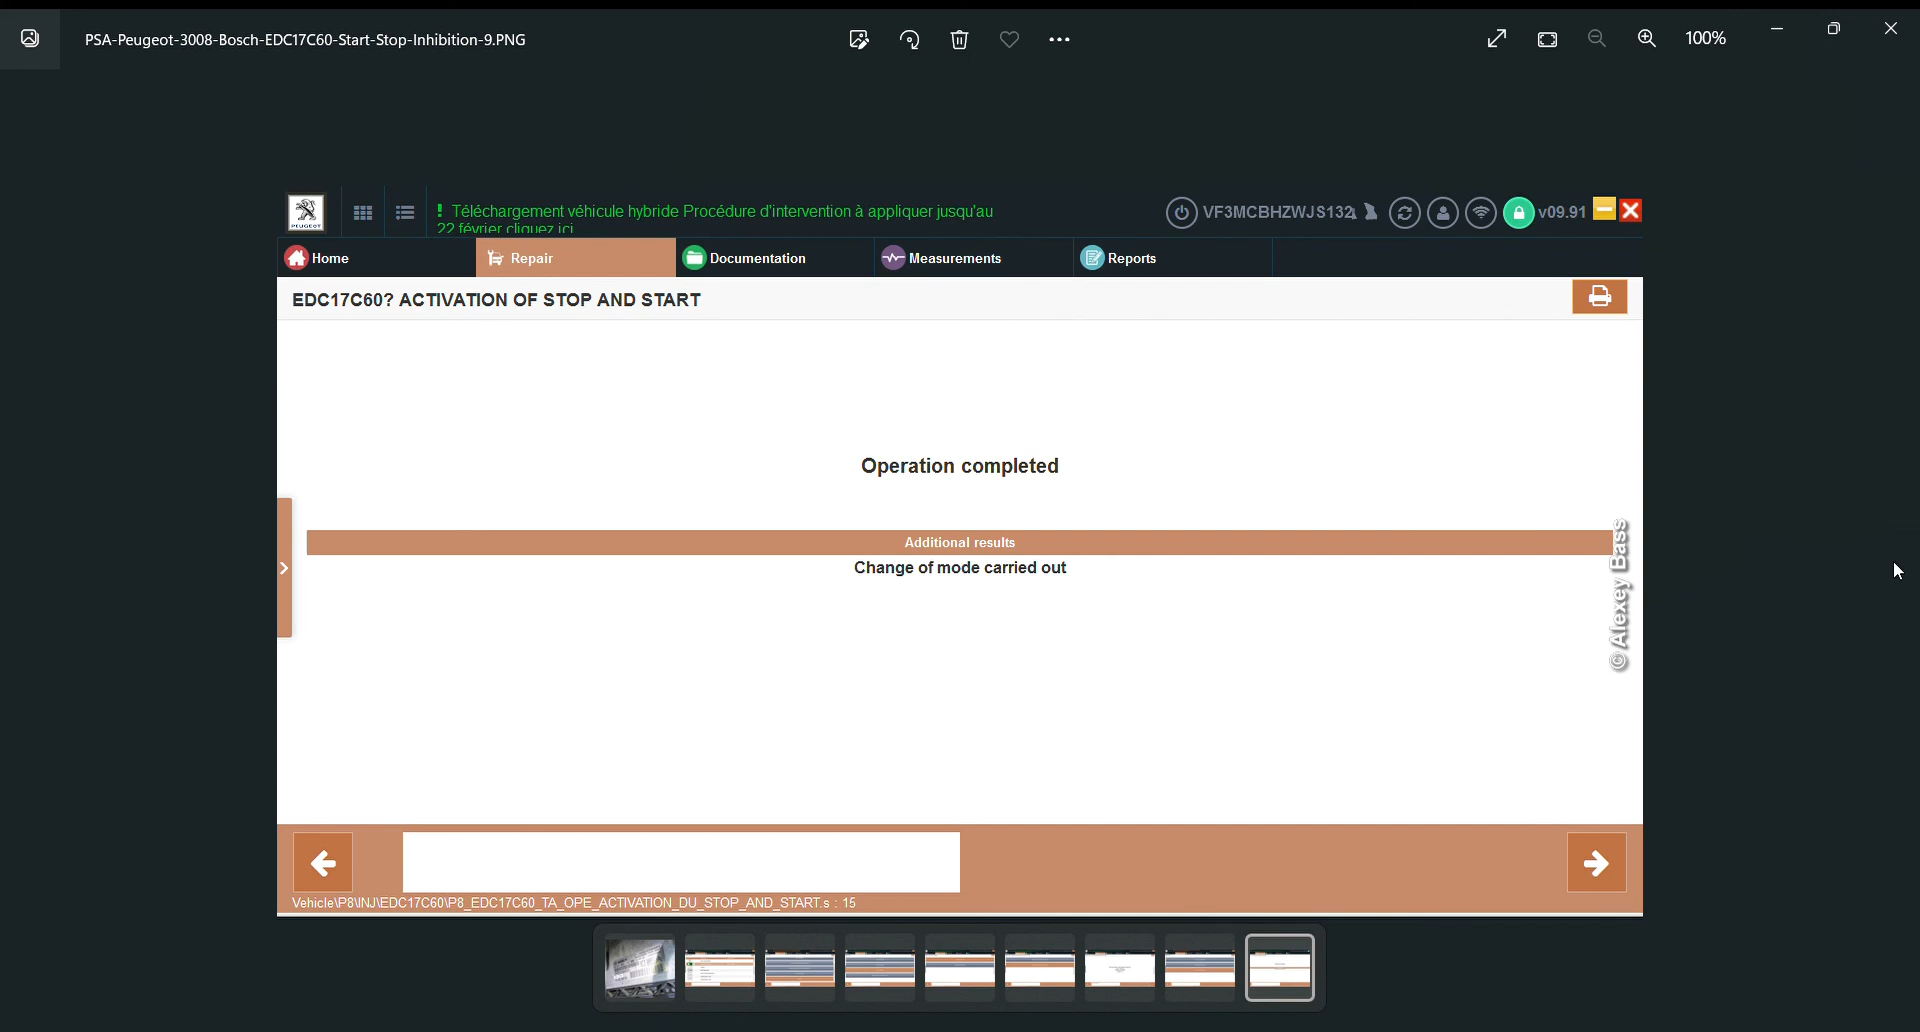 PSA-Peugeot-3008-Bosch-EDC17C60-Start-Stop-Inhibition-9.PNG
100%
PEUGEOT
! Téléchargement véhicule hybride Procédure d'intervention à appliquer jusqu'au
22 février cliquez ici
VF3MCBHZWJS132
v09.91
Home
Repair
Documentation
Measurements
Reports
EDC17C60? ACTIVATION OF STOP AND START
Operation completed
Additional results
Change of mode carried out
© Alexey Bass
Vehicle\P8\INJ\EDC17C60\P8_EDC17C60_TA_OPE_ACTIVATION_DU_STOP_AND_START.s : 15